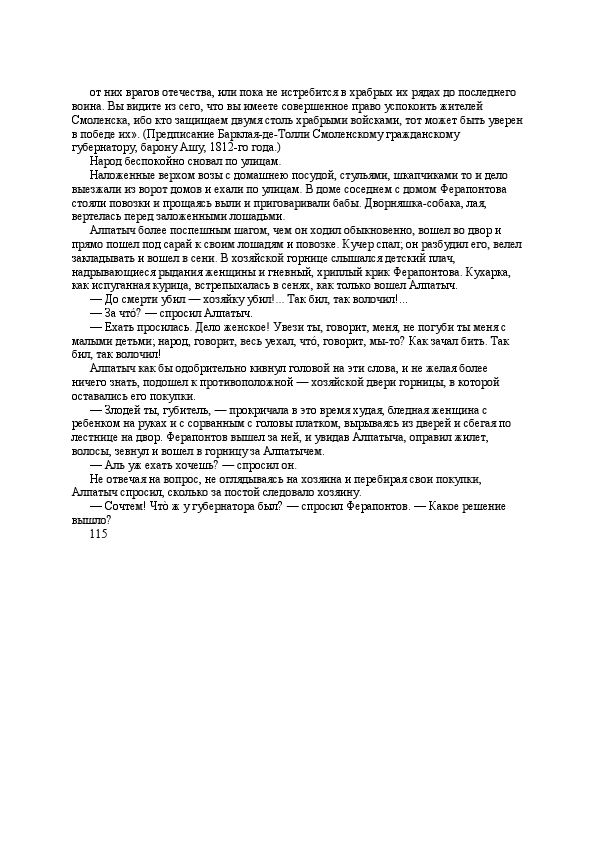 от них врагов отечества, или пока не истребится в храбрых их рядах до последнего
воина. Вы видите из сего, что вы имеете совершенное право успокоить жителей
Смоленска, ибо кто защищаем двумя столь храбрыми войсками, тот может быть уверен
в победе их». (Предписание Барклая-де-Толли Смоленскому гражданскому
губернатору, барону Ашу, 1812-го года.)
Народ беспокойно сновал по улицам.
Наложенные верхом возы с домашнею посудой, стульями, шкапчиками то и дело
выезжали из ворот домов и ехали по улицам. В доме соседнем с домом Ферапонтова
стояли повозки и прощаясь выли и приговаривали бабы. Дворняшка-собака, лая,
вертелась перед заложенными лошадьми.
Алпатыч более поспешным шагом, чем он ходил обыкновенно, вошел во двор и
прямо пошел под сарай к своим лошадям и повозке. Кучер спал; он разбудил его, велел
закладывать и вошел в сени. В хозяйской горнице слышался детский плач,
надрывающиеся рыдания женщины и гневный, хриплый крик Ферапонтова. Кухарка,
как испуганная курица, встрепыхалась в сенях, как только вошел Алпатыч.
— До смерти убил — хозяйку убил!... Так бил, так волочил!...
— За что́? — спросил Алпатыч.
— Ехать просилась. Дело женское! Увези ты, говорит, меня, не погуби ты меня с
малыми детьми; народ, говорит, весь уехал, что́, говорит, мы-то? Как зачал бить. Так
бил, так волочил!
Алпатыч как бы одобрительно кивнул головой на эти слова, и не желая более
ничего знать, подошел к противоположной — хозяйской двери горницы, в которой
оставались его покупки.
— Злодей ты, губитель, — прокричала в это время худая, бледная женщина с
ребенком на руках и с сорванным с головы платком, вырываясь из дверей и сбегая по
лестнице на двор. Ферапонтов вышел за ней, и увидав Алпатыча, оправил жилет,
волосы, зевнул и вошел в горницу за Алпатычем.
— Аль уж ехать хочешь? — спросил он.
Не отвечая на вопрос, не оглядываясь на хозяина и перебирая свои покупки,
Алпатыч спросил, сколько за постой следовало хозяину.
— Сочтем! Что̀ ж у губернатора был? — спросил Ферапонтов. — Какое решение
вышло?
115